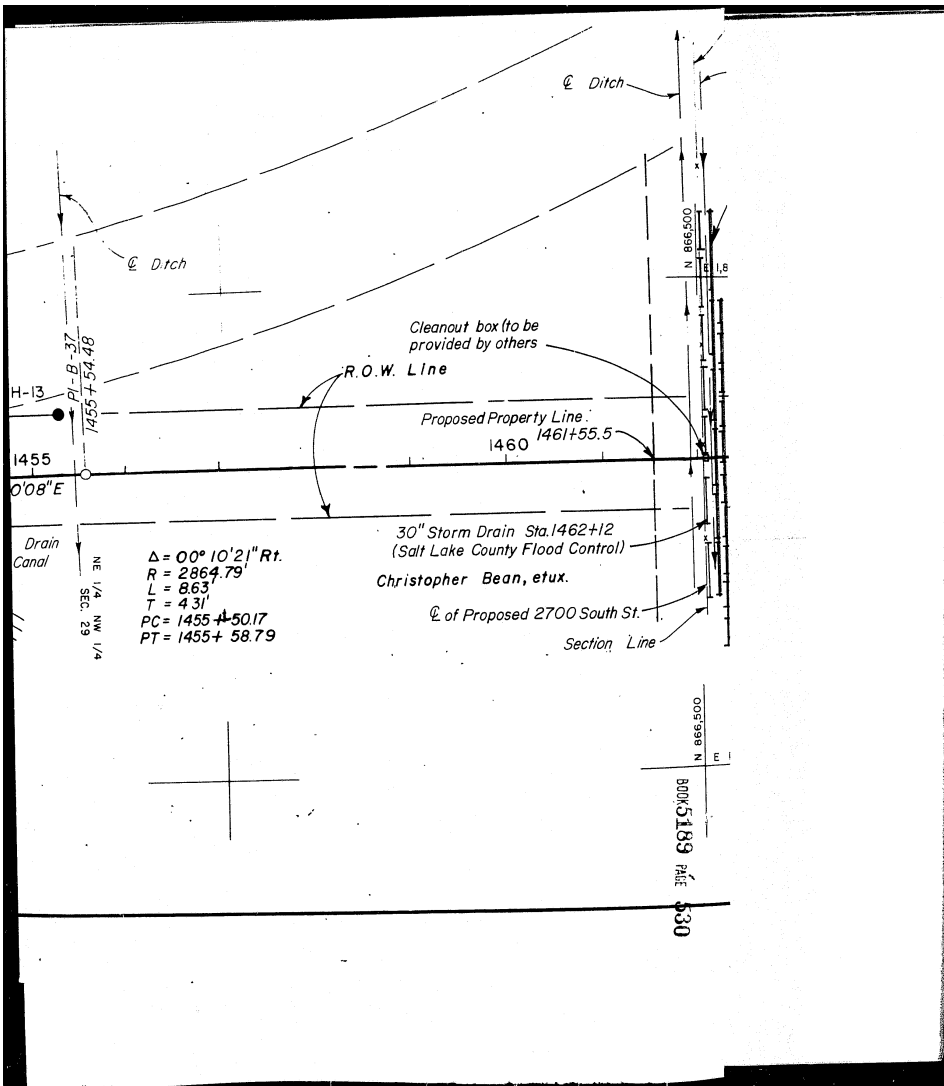 ℄ Ditch
℄ D.tch
N 866,500
E 1,8
PI-B-37
1455+54.48
Cleanout box (to be
provided by others
R.O.W. Line
H-13
Proposed Property Line.
1461+55.5
1460
1455
0'08"E
Drain
Canal
NE 1/4 NW 1/4
SEC. 29
30" Storm Drain Sta. 1462+12
(Salt Lake County Flood Control)
Δ = 00° 10'21" Rt.
R = 2864.79'
L = 8.63'
T = 4.31'
PC = 1455+50.17
PT = 1455+58.79
Christopher Bean, etux.
℄ of Proposed 2700 South St.
Section Line
N 866,500
E 1
BOOK 5189 PAGE 530